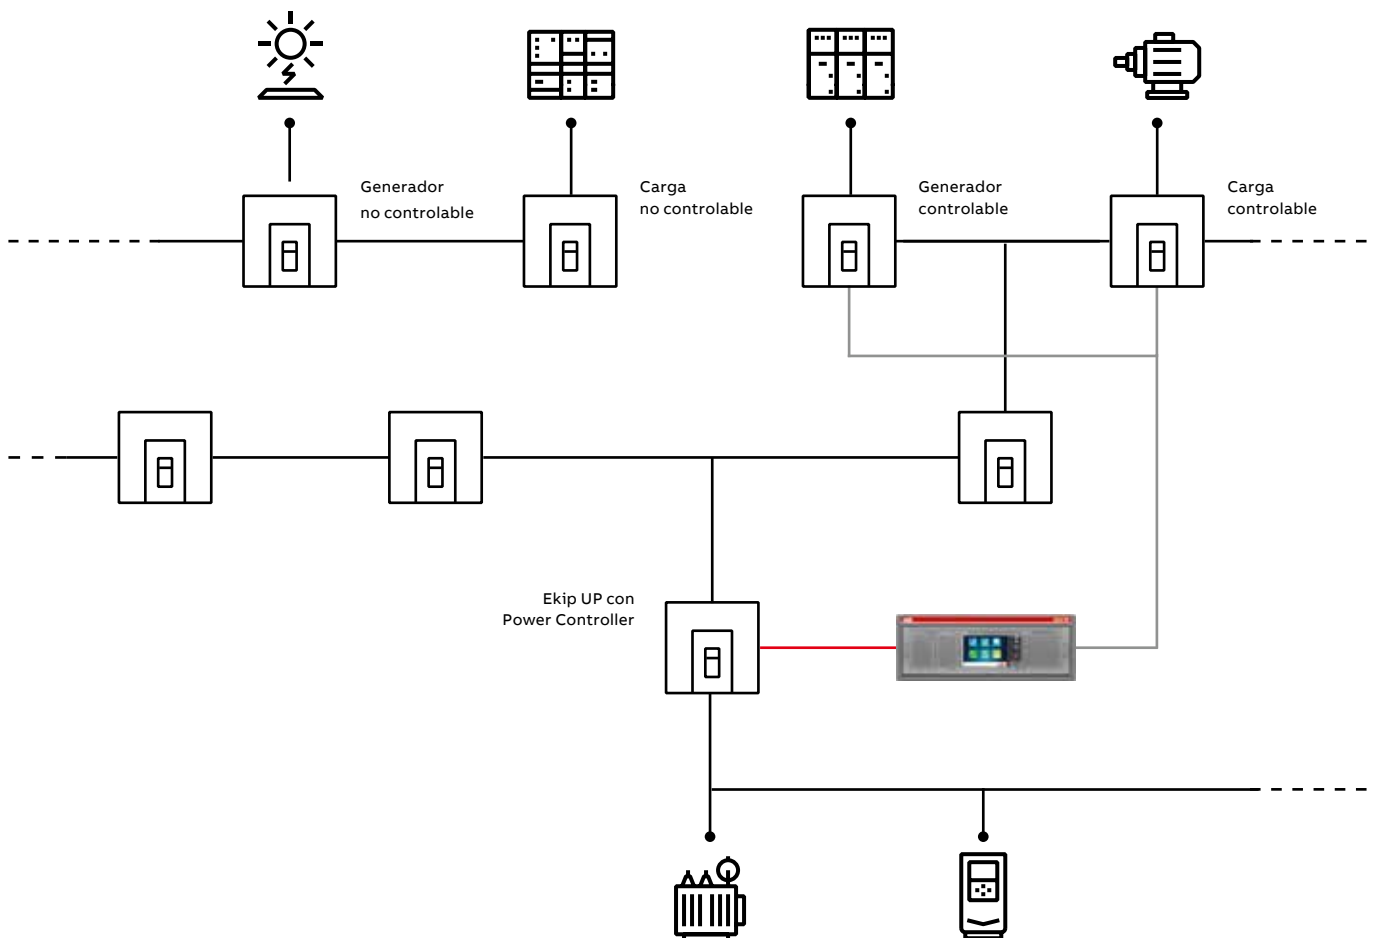 Generador
no controlable
Carga
no controlable
Generador
controlable
Carga
controlable
Ekip UP con
Power Controller